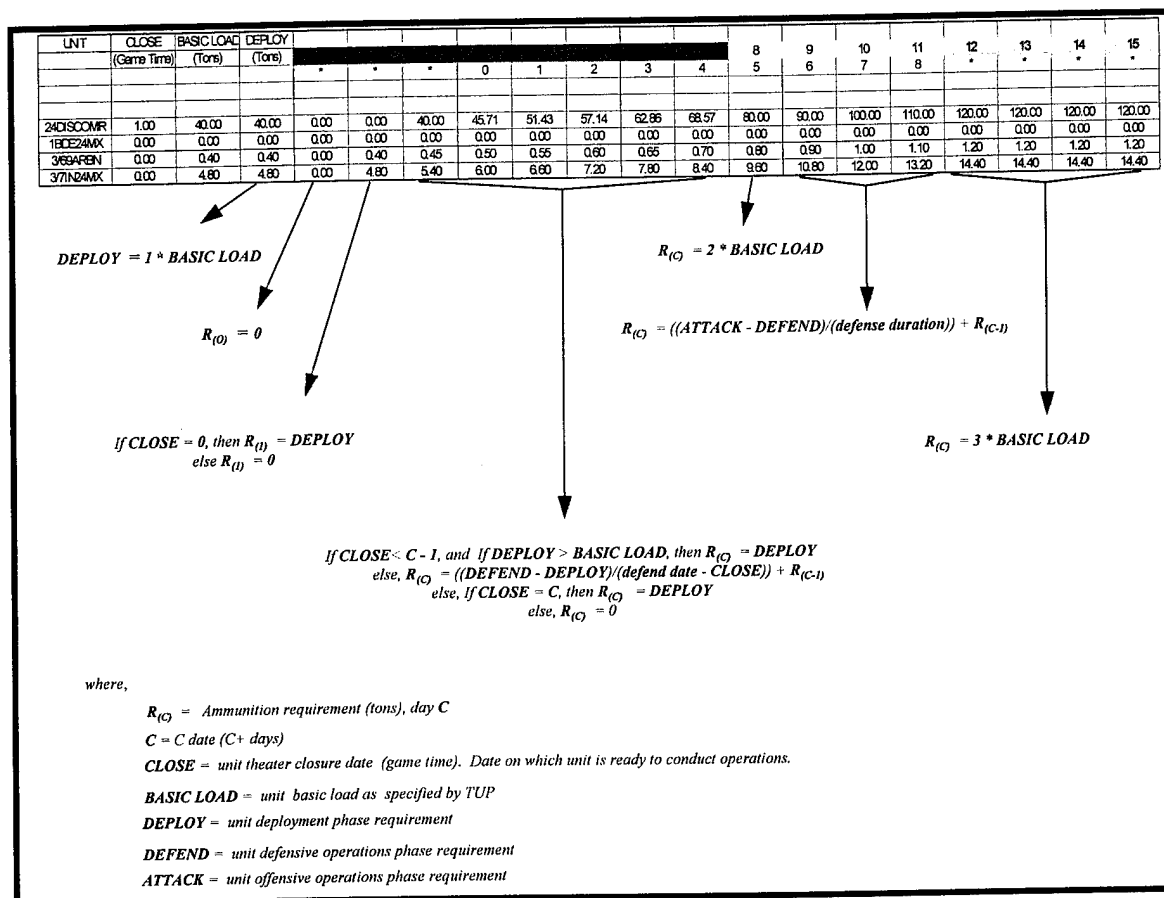 UNIT CLOSE BASIC LOAD DEPLOY 8 9 10 11 12 13 14 15
(Game Time) (Tons) (Tons) * * * 0 1 2 3 4 5 6 7 8 * * * *
24DISCOMR 1.00 40.00 40.00 0.00 0.00 40.00 45.71 51.43 57.14 62.86 68.57 80.00 90.00 100.00 110.00 120.00 120.00 120.00 120.00
1BDE24MX 0.00 0.00 0.00 0.00 0.00 0.00 0.00 0.00 0.00 0.00 0.00 0.00 0.00 0.00 0.00 0.00 0.00 0.00 0.00
3/69ARBN 0.00 0.40 0.40 0.00 0.40 0.45 0.50 0.55 0.60 0.65 0.70 0.80 0.90 1.00 1.10 1.20 1.20 1.20 1.20
3/7IN24MX 0.00 4.80 4.80 0.00 4.80 5.40 6.00 6.60 7.20 7.80 8.40 9.60 10.80 12.00 13.20 14.40 14.40 14.40 14.40
DEPLOY = 1 * BASIC LOAD
R(C) = 2 * BASIC LOAD
R(O) = 0
R(C) = ((ATTACK - DEFEND)/(defense duration)) + R(C-1)
If CLOSE = 0, then R(1) = DEPLOY
else R(1) = 0
R(C) = 3 * BASIC LOAD
If CLOSE< C - 1, and If DEPLOY > BASIC LOAD, then R(C) = DEPLOY
else, R(C) = ((DEFEND - DEPLOY)/(defend date - CLOSE)) + R(C-1)
else, If CLOSE = C, then R(C) = DEPLOY
else, R(C) = 0
where,
R(C) = Ammunition requirement (tons), day C
C = C date (C+ days)
CLOSE = unit theater closure date (game time). Date on which unit is ready to conduct operations.
BASIC LOAD = unit basic load as specified by TUP
DEPLOY = unit deployment phase requirement
DEFEND = unit defensive operations phase requirement
ATTACK = unit offensive operations phase requirement